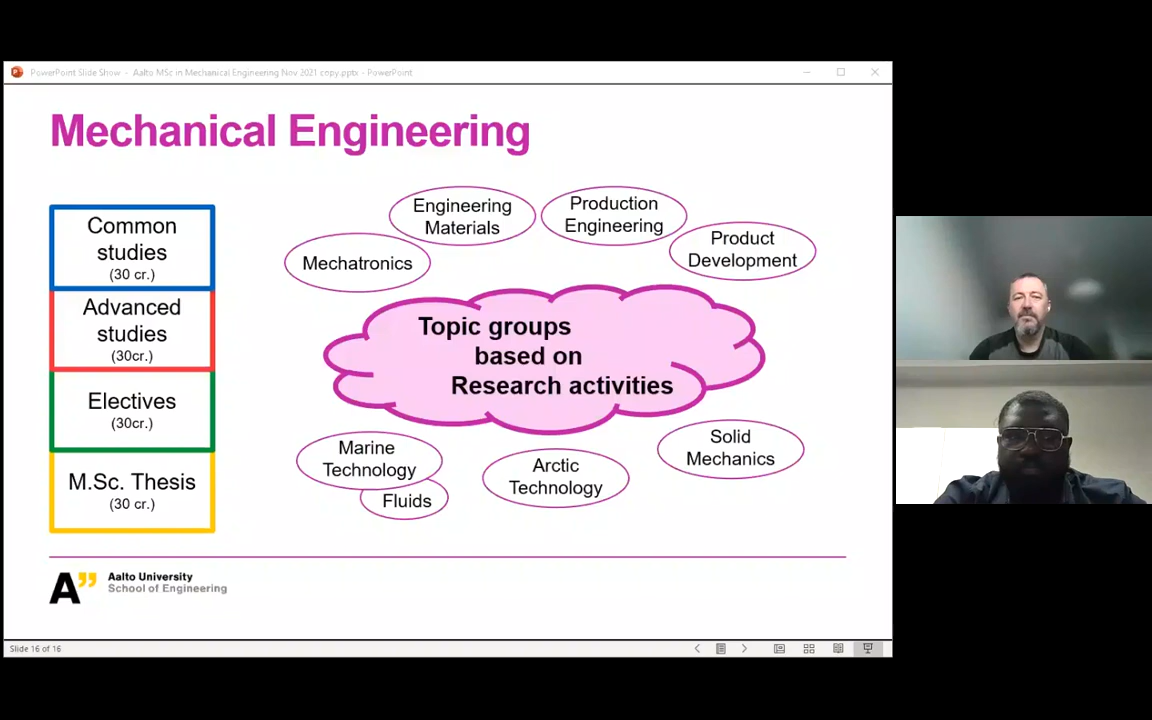 PowerPoint Slide Show - Aalto MSc in Mechanical Engineering Nov 2021 copy.pptx - PowerPoint
Mechanical Engineering
Common
studies
(30 cr.)
Advanced
studies
(30cr.)
Electives
(30cr.)
M.Sc. Thesis
(30 cr.)
Mechatronics
Engineering
Materials
Production
Engineering
Product
Development
Topic groups
based on
Research activities
Marine
Technology
Fluids
Arctic
Technology
Solid
Mechanics
A”
Aalto University
School of Engineering
Slide 16 of 16